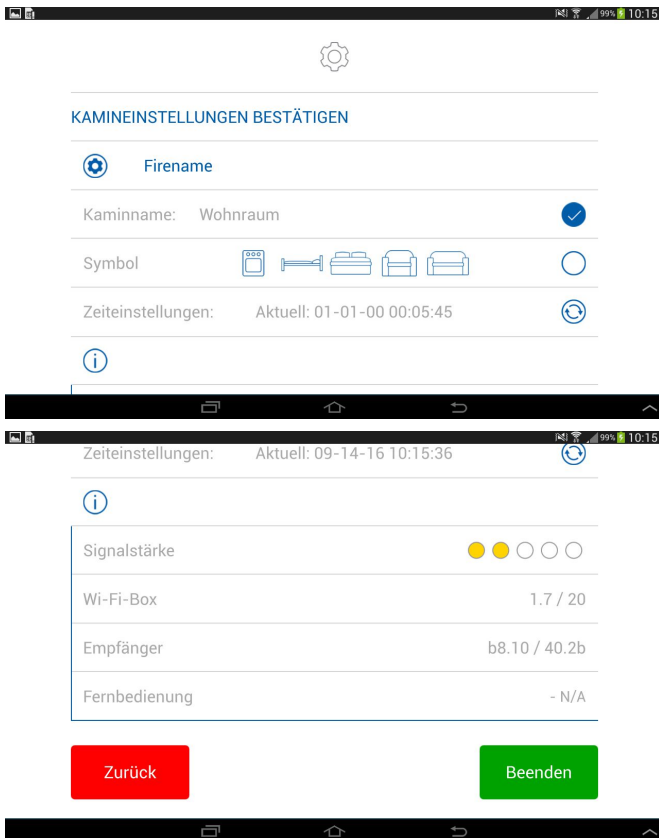 99% 10:15
KAMINEINSTELLUNGEN BESTÄTIGEN
Firename
Kaminname: Wohnraum
Symbol
Zeiteinstellungen: Aktuell: 01-01-00 00:05:45
i
99% 10:15
Zeiteinstellungen: Aktuell: 09-14-16 10:15:36
i
Signalstärke
Wi-Fi-Box 1.7 / 20
Empfänger b8.10 / 40.2b
Fernbedienung - N/A
Zurück Beenden